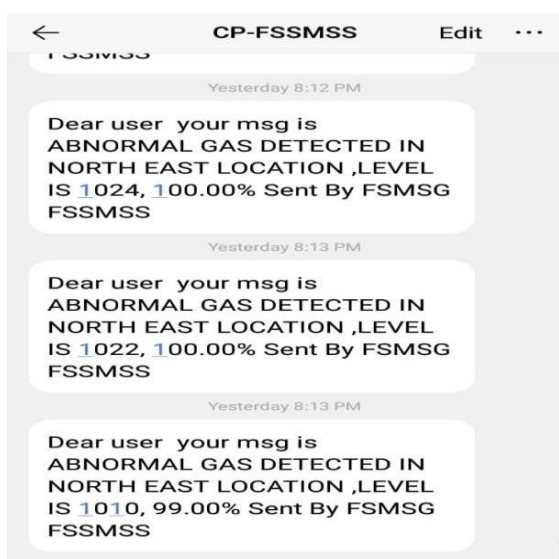 CP-FSSMSS Edit ...
FSSMSS
Yesterday 8:12 PM
Dear user your msg is
ABNORMAL GAS DETECTED IN
NORTH EAST LOCATION ,LEVEL
IS 1024, 100.00% Sent By FSMSG
FSSMSS
Yesterday 8:13 PM
Dear user your msg is
ABNORMAL GAS DETECTED IN
NORTH EAST LOCATION ,LEVEL
IS 1022, 100.00% Sent By FSMSG
FSSMSS
Yesterday 8:13 PM
Dear user your msg is
ABNORMAL GAS DETECTED IN
NORTH EAST LOCATION ,LEVEL
IS 1010, 99.00% Sent By FSMSG
FSSMSS